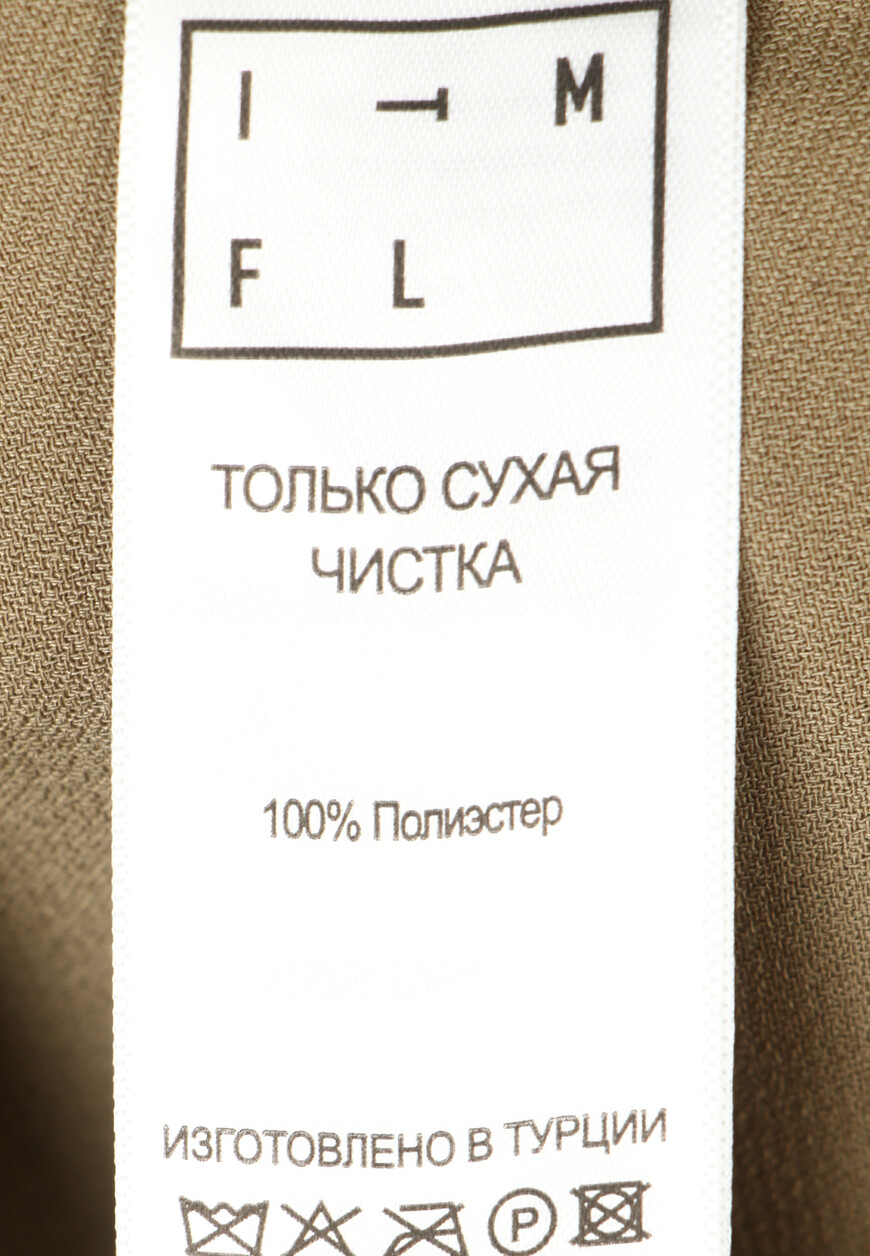 I T M
F L
ТОЛЬКО СУХАЯ
ЧИСТКА
100% Полиэстер
ИЗГОТОВЛЕНО В ТУРЦИИ
P